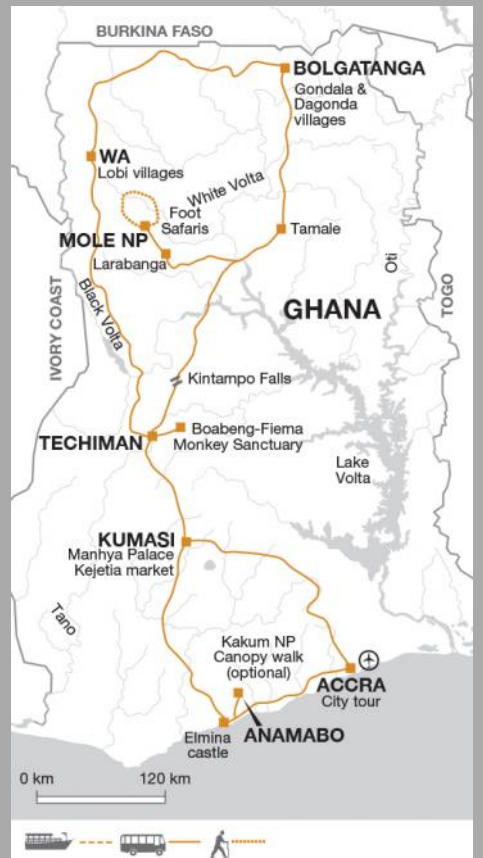 BURKINA FASO
BOLGATANGA
Gondala &
Dagonda
villages
WA
Lobi villages
White Volta
Foot
Safaris
MOLE NP
Larabanga
Tamale
Oti
TOGO
IVORY COAST
Black Volta
GHANA
Kintampo Falls
TECHIMAN
Boabeng-Fiema
Monkey Sanctuary
Lake
Volta
KUMASI
Manhya Palace
Kejetia market
Tano
Kakum NP
Canopy walk
(optional)
ACCRA
City tour
Elmina
castle
ANAMABO
0 km
120 km